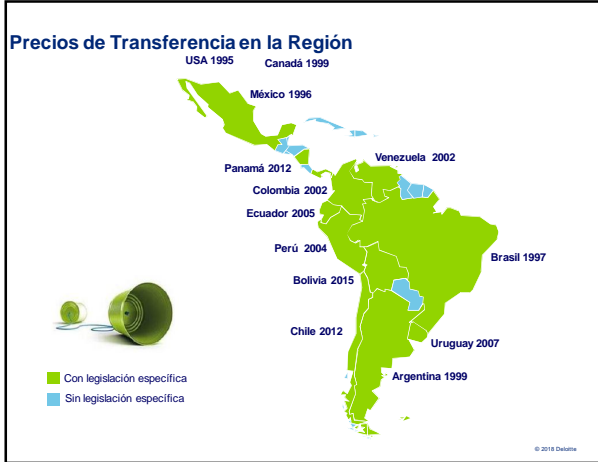 Precios de Transferencia en la Región
USA 1995
Canadá 1999
México 1996
Venezuela 2002
Panamá 2012
Colombia 2002
Ecuador 2005
Perú 2004
Brasil 1997
Bolivia 2015
Chile 2012
Uruguay 2007
Argentina 1999
Con legislación específica
Sin legislación específica
© 2018 Deloitte